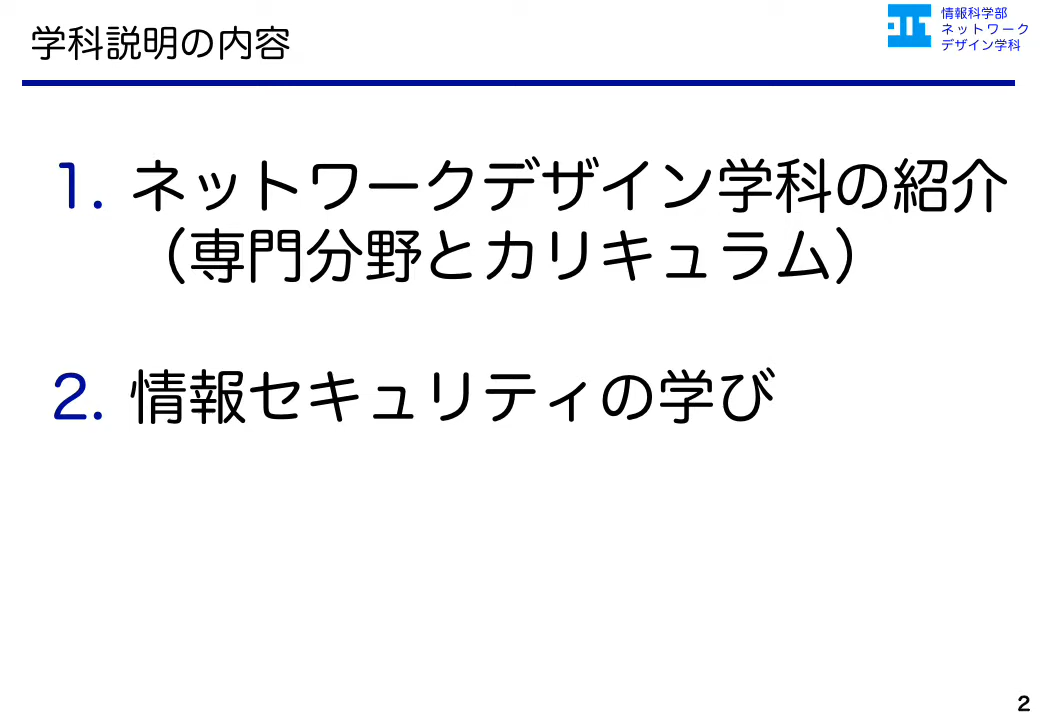 学科説明の内容
情報科学部
ネットワーク
デザイン学科
1. ネットワークデザイン学科の紹介
（専門分野とカリキュラム）
2. 情報セキュリティの学び
2